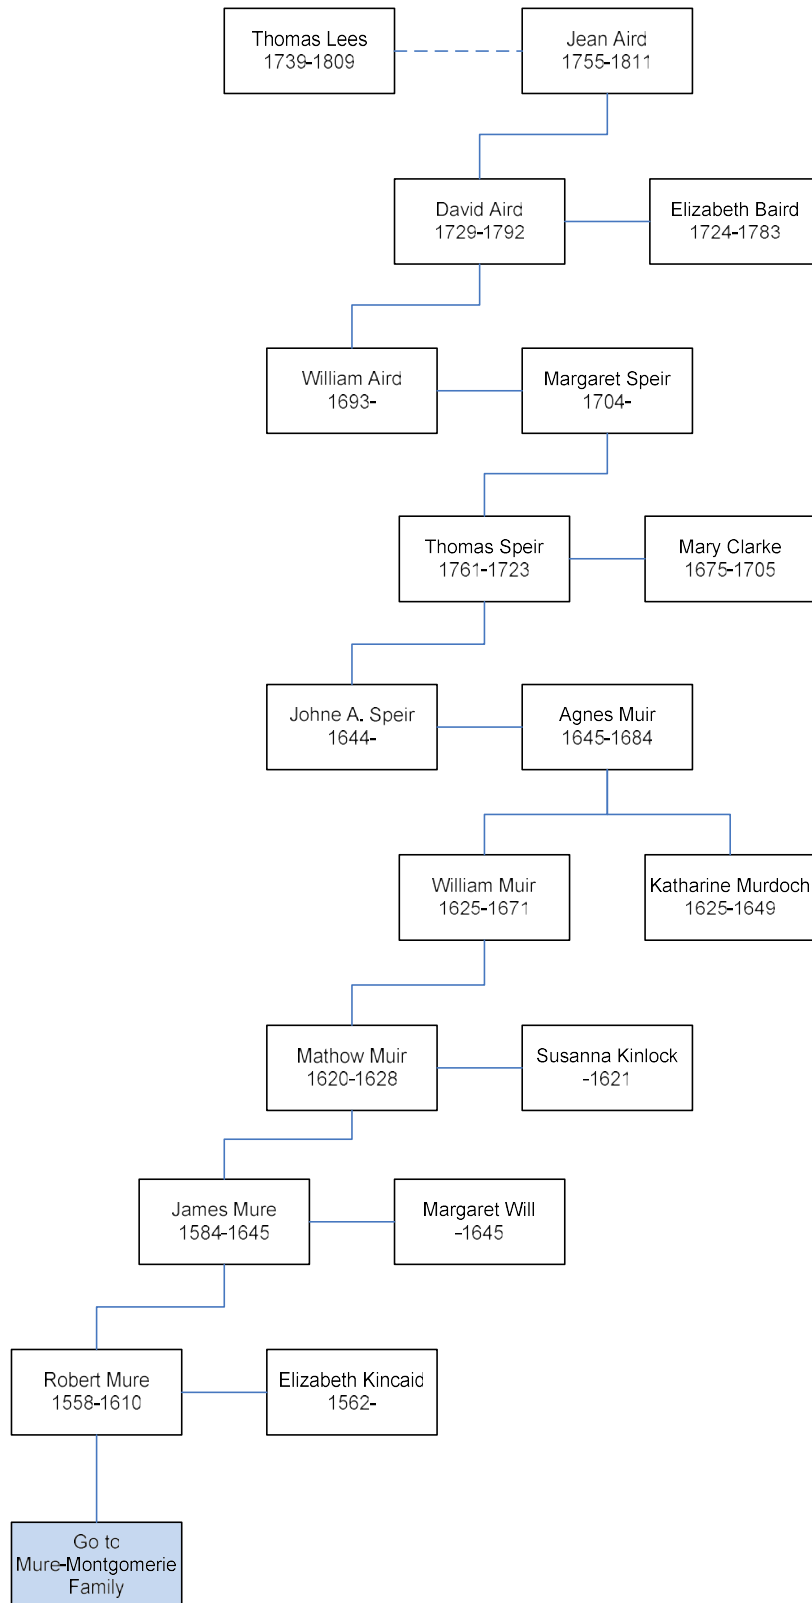 Thomas Lees
1739-1809
Jean Aird
1755-1811
David Aird
1729-1792
Elizabeth Baird
1724-1783
William Aird
1693-
Margaret Speir
1704-
Thomas Speir
1761-1723
Mary Clarke
1675-1705
Johne A. Speir
1644-
Agnes Muir
1645-1684
William Muir
1625-1671
Katharine Murdoch
1625-1649
Mathow Muir
1620-1628
Susanna Kinlock
-1621
James Mure
1584-1645
Margaret Will
-1645
Robert Mure
1558-1610
Elizabeth Kincaid
1562-
Go to
Mure-Montgomerie
Family